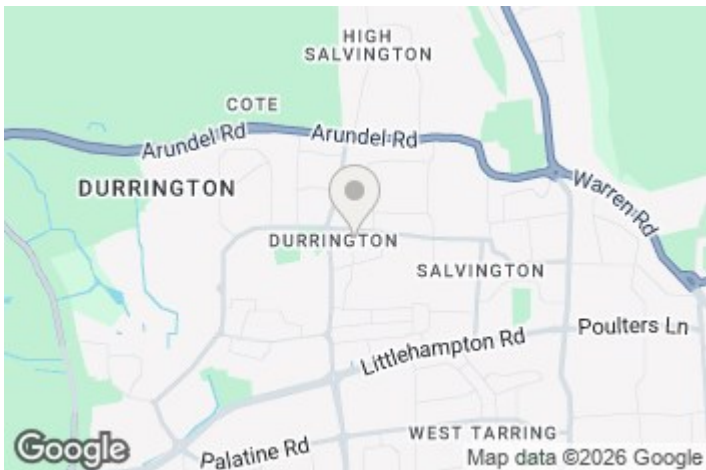 HIGH
SALVINGTON
COTE
Arundel Rd
Arundel Rd
DURRINGTON
Warren Rd
DURRINGTON
SALVINGTON
Poulters Ln
Littlehampton Rd
WEST TARRING
Palatine Rd
Google
Map data ©2026 Google